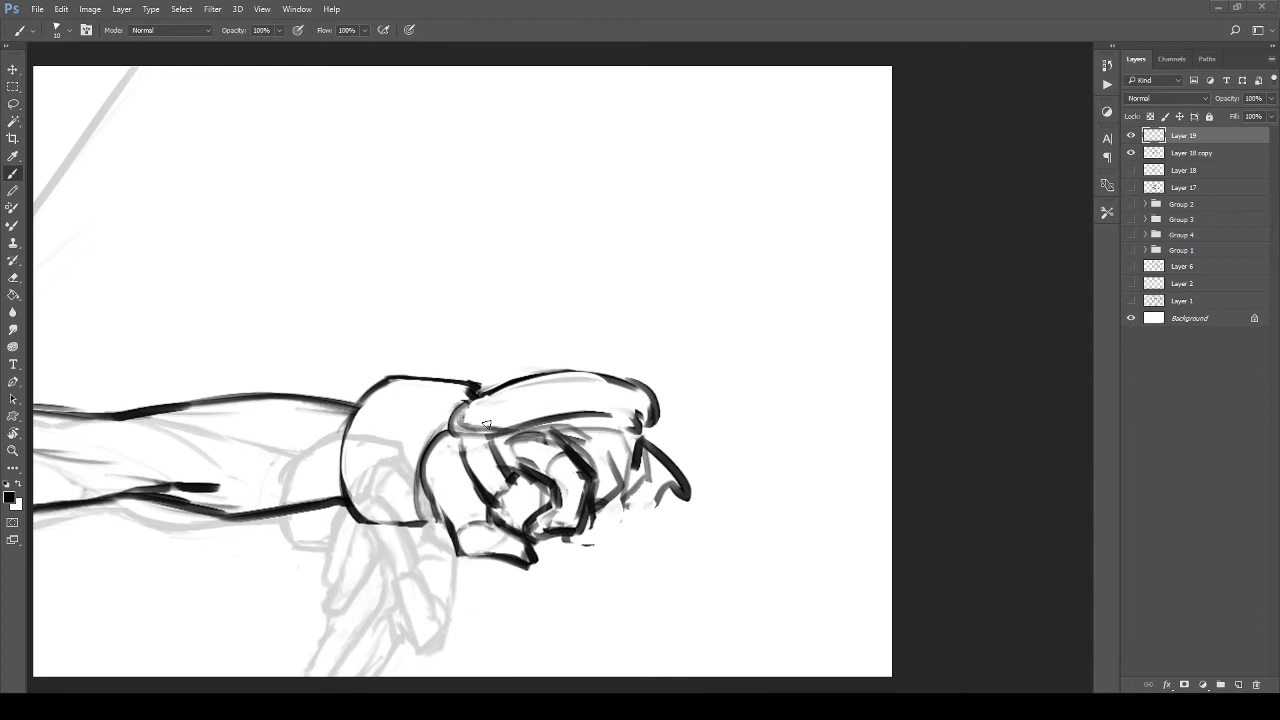 Ps File Edit Image Layer Type Select Filter 3D View Window Help
10 Mode: Normal Opacity: 100% Flow: 100%
Layers Channels Paths
Kind
Normal Opacity: 100%
Lock: Fill: 100%
Layer 19
Layer 18 copy
Layer 18
Layer 17
Group 2
Group 3
Group 4
Group 1
Layer 6
Layer 2
Layer 1
Background